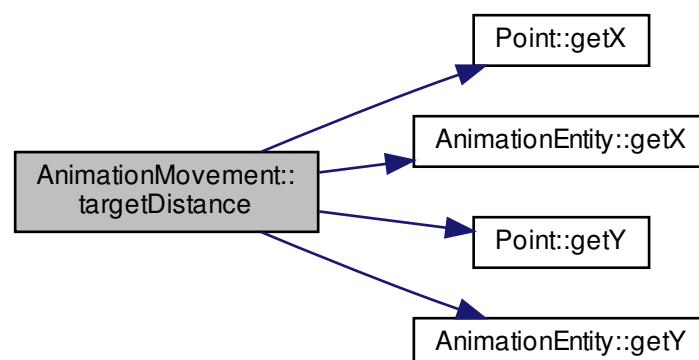 Point::getX
AnimationEntity::getX
AnimationMovement::
targetDistance
Point::getY
AnimationEntity::getY